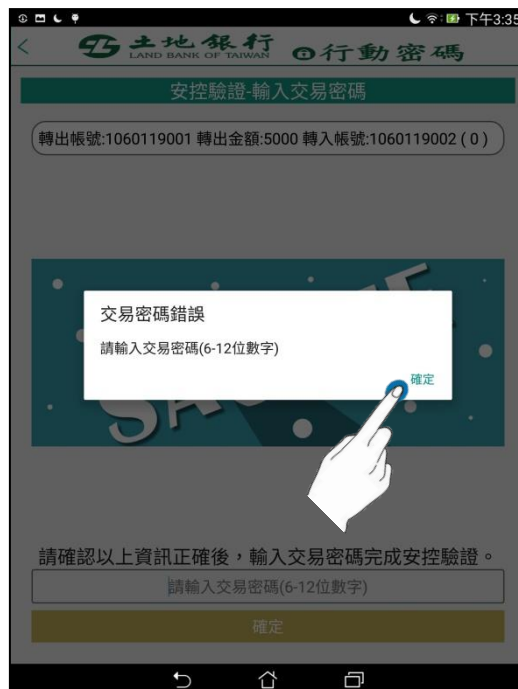 下午3:35
土地銀行
LAND BANK OF TAIWAN
行動密碼
安控驗證-輸入交易密碼
轉出帳號:1060119001 轉出金額:5000 轉入帳號:1060119002 ( 0 )
交易密碼錯誤
請輸入交易密碼(6-12位數字)
確定
請確認以上資訊正確後，輸入交易密碼完成安控驗證。
請輸入交易密碼(6-12位數字)
確定